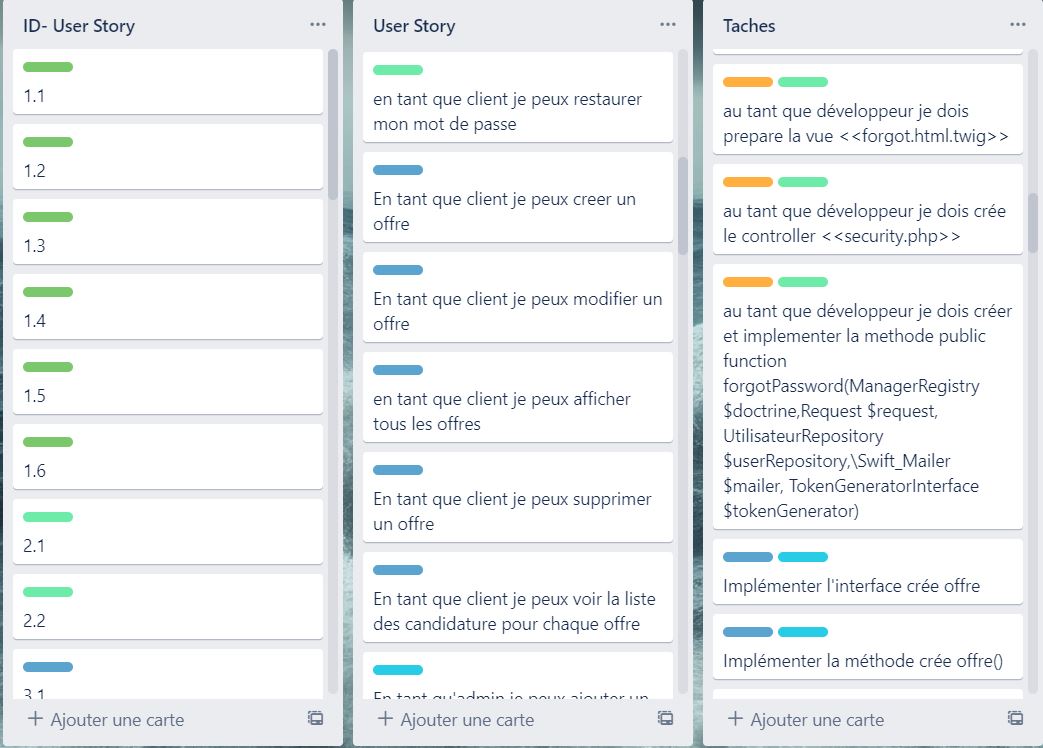 ID- User Story
1.1
1.2
1.3
1.4
1.5
1.6
2.1
2.2
3.1
Ajouter une carte
User Story
en tant que client je peux restaurer
mon mot de passe
En tant que client je peux creer un
offre
En tant que client je peux modifier un
offre
en tant que client je peux afficher
tous les offres
En tant que client je peux supprimer
un offre
En tant que client je peux voir la liste
des candidature pour chaque offre
En tant qu'admin je peux ajouter un
Ajouter une carte
Taches
au tant que développeur je dois
prepare la vue <<forgot.html.twig>>
au tant que développeur je dois crée
le controller <<security.php>>
au tant que développeur je dois créer
et implementer la methode public
function
forgotPassword(ManagerRegistry
$doctrine,Request $request,
UtilisateurRepository
$userRepository,\Swift_Mailer
$mailer, TokenGeneratorInterface
$tokenGenerator)
Implémenter l'interface crée offre
Implémenter la méthode crée offre()
Ajouter une carte